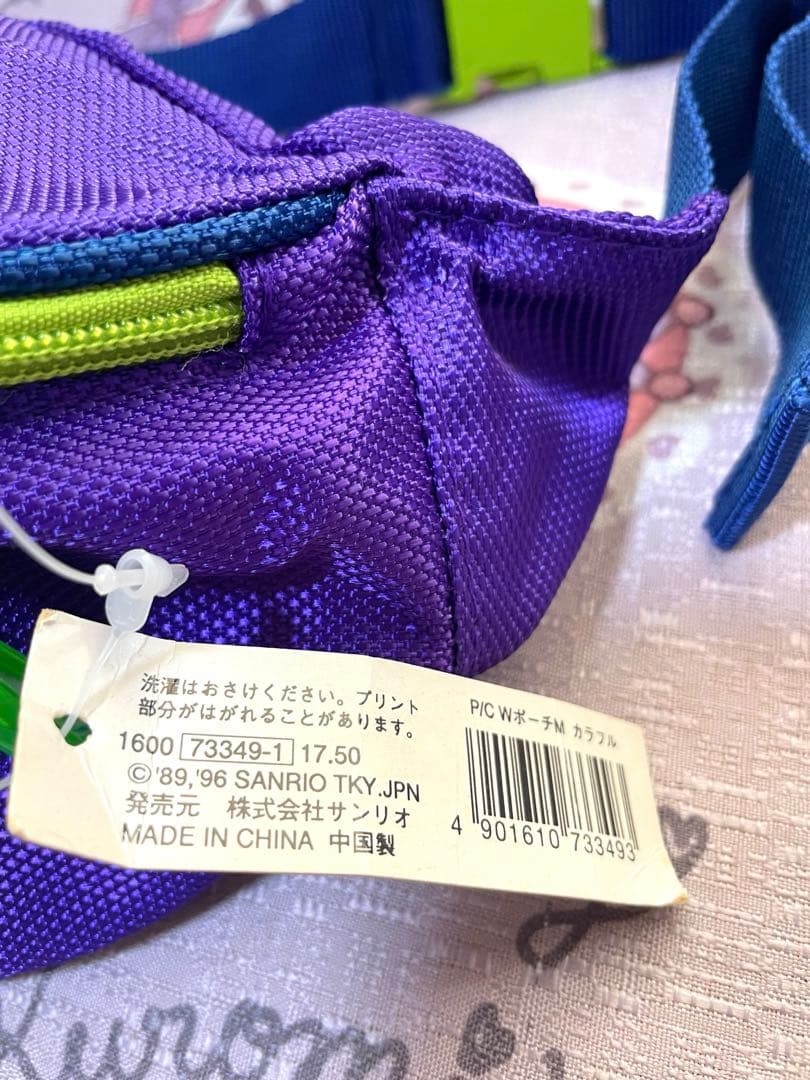 洗濯はおさけください。プリント
部分がはがれることがあります。
1600 73349-1 17.50
© '89,'96 SANRIO TKY.JPN
発売元 株式会社サンリオ
MADE IN CHINA 中国製
P/C WポーチM カラフル
4 901610 733493